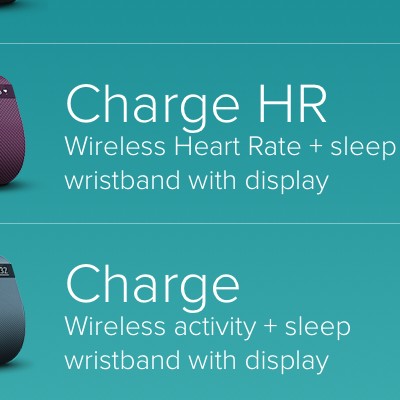 Charge HR
Wireless Heart Rate + sleep
wristband with display
Charge
Wireless activity + sleep
wristband with display